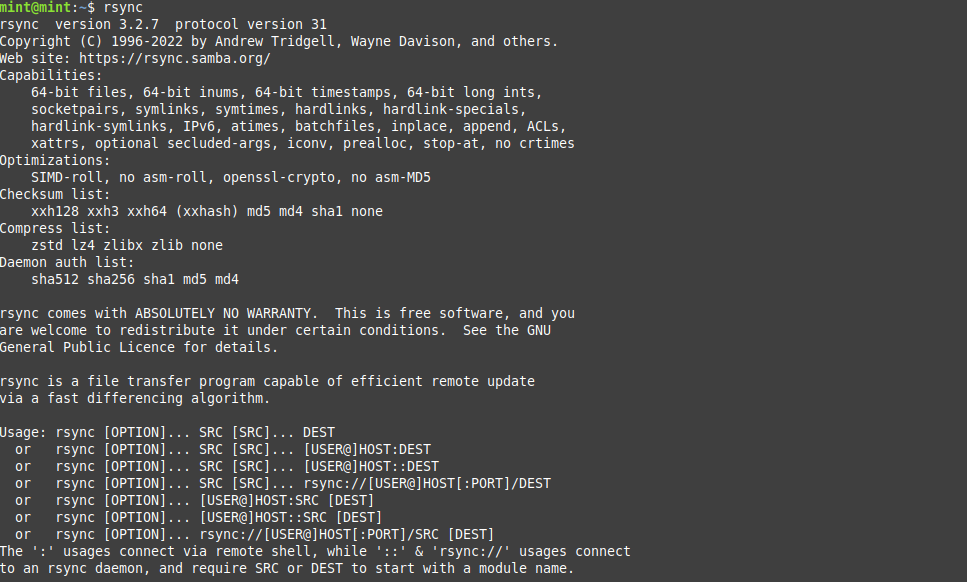 mint@mint:~$ rsync
rsync  version 3.2.7  protocol version 31
Copyright (C) 1996-2022 by Andrew Tridgell, Wayne Davison, and others.
Web site: https://rsync.samba.org/
Capabilities:
    64-bit files, 64-bit inums, 64-bit timestamps, 64-bit long ints,
    socketpairs, symlinks, symtimes, hardlinks, hardlink-specials,
    hardlink-symlinks, IPv6, atimes, batchfiles, inplace, append, ACLs,
    xattrs, optional secluded-args, iconv, prealloc, stop-at, no crtimes
Optimizations:
    SIMD-roll, no asm-roll, openssl-crypto, no asm-MD5
Checksum list:
    xxh128 xxh3 xxh64 (xxhash) md5 md4 sha1 none
Compress list:
    zstd lz4 zlibx zlib none
Daemon auth list:
    sha512 sha256 sha1 md5 md4

rsync comes with ABSOLUTELY NO WARRANTY.  This is free software, and you
are welcome to redistribute it under certain conditions.  See the GNU
General Public Licence for details.

rsync is a file transfer program capable of efficient remote update
via a fast differencing algorithm.

Usage: rsync [OPTION]... SRC [SRC]... DEST
  or   rsync [OPTION]... SRC [SRC]... [USER@]HOST:DEST
  or   rsync [OPTION]... SRC [SRC]... [USER@]HOST::DEST
  or   rsync [OPTION]... SRC [SRC]... rsync://[USER@]HOST[:PORT]/DEST
  or   rsync [OPTION]... [USER@]HOST:SRC [DEST]
  or   rsync [OPTION]... [USER@]HOST::SRC [DEST]
  or   rsync [OPTION]... rsync://[USER@]HOST[:PORT]/SRC [DEST]
The ':' usages connect via remote shell, while '::' & 'rsync://' usages connect
to an rsync daemon, and require SRC or DEST to start with a module name.